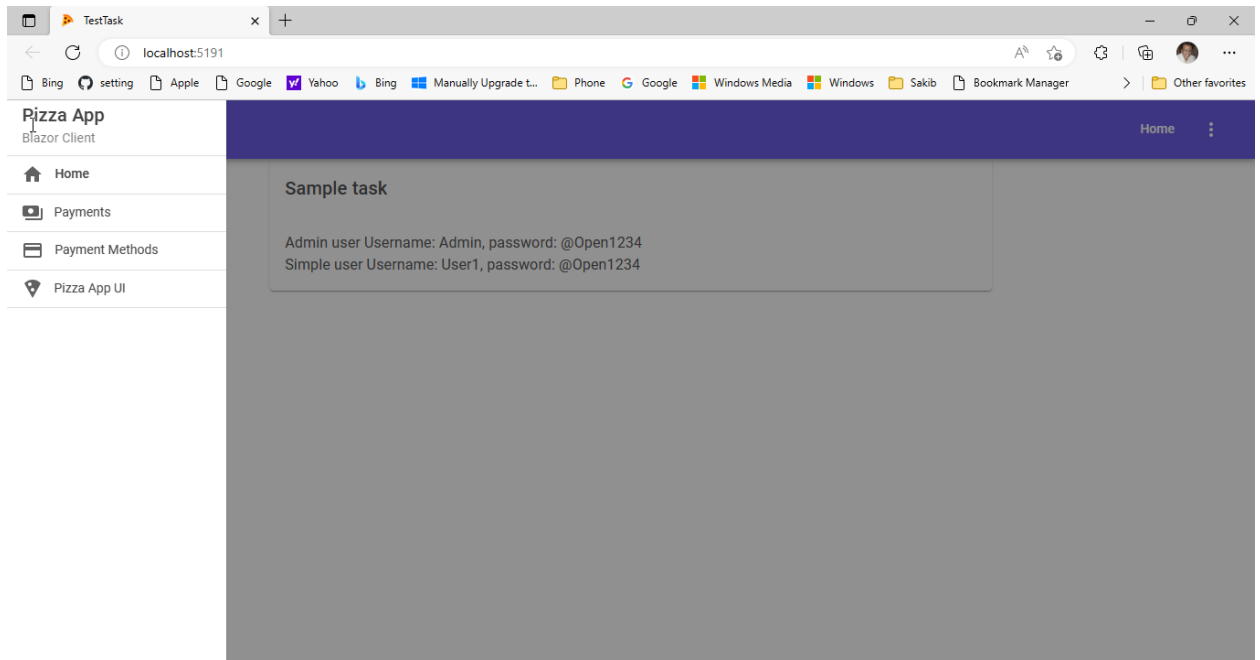 TestTask
localhost:5191
Bing setting Apple Google Yahoo Bing Manually Upgrade t... Phone Google Windows Media Windows Sakib Bookmark Manager Other favorites
Pizza App
Blazor Client
Home
Home
Payments
Payment Methods
Pizza App UI
Sample task
Admin user Username: Admin, password: @Open1234
Simple user Username: User1, password: @Open1234